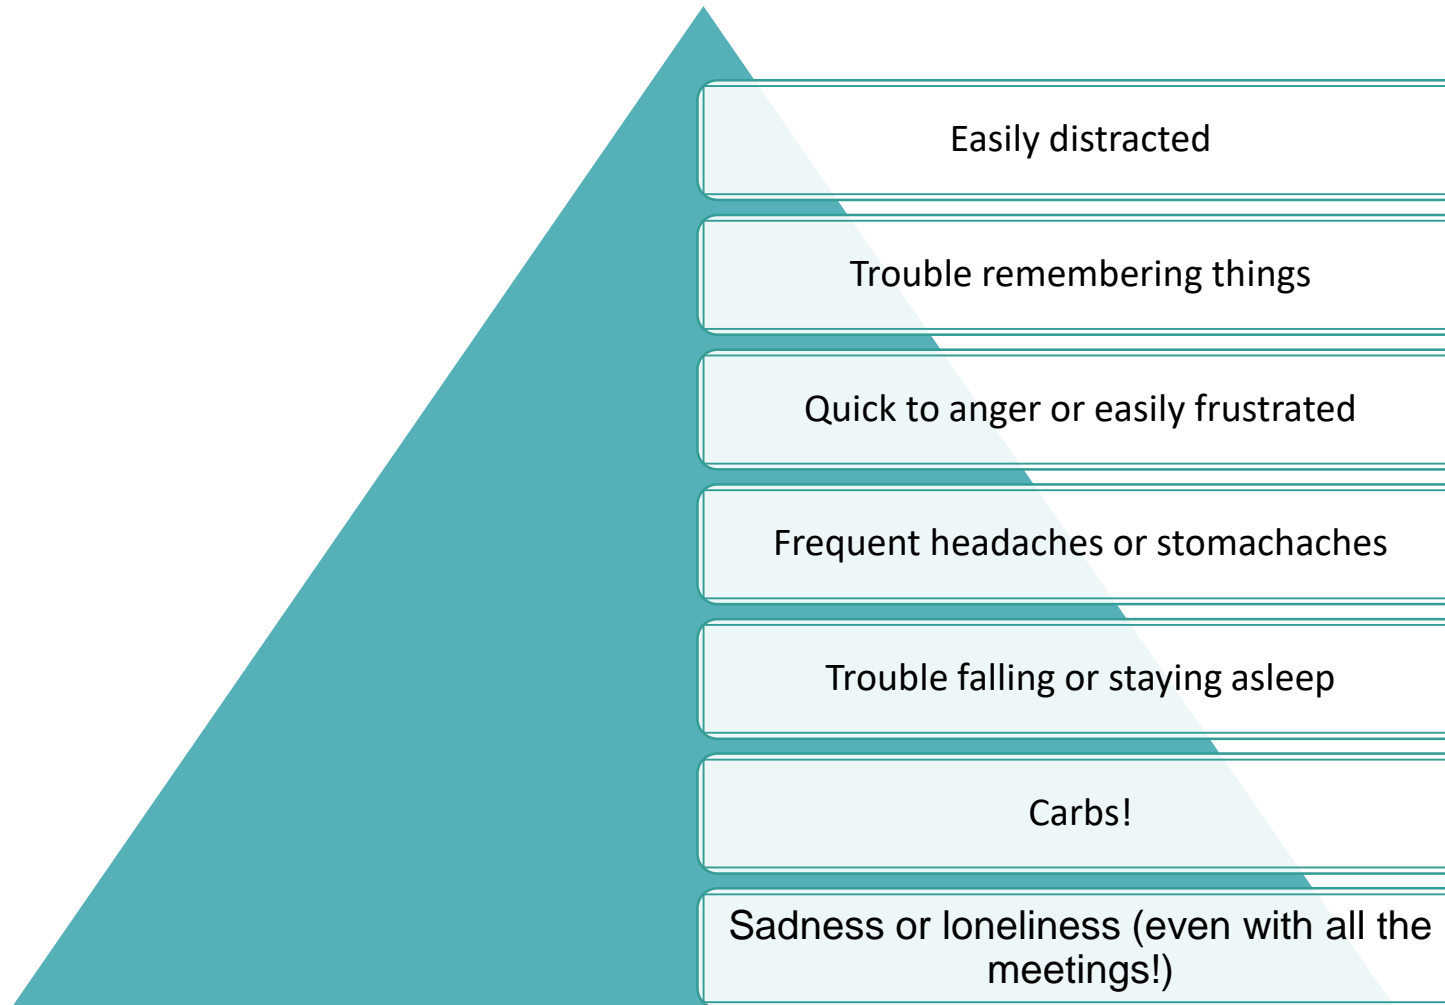 Easily distracted
Trouble remembering things
Quick to anger or easily frustrated
Frequent headaches or stomachaches
Trouble falling or staying asleep
Carbs!
Sadness or loneliness (even with all the
meetings!)